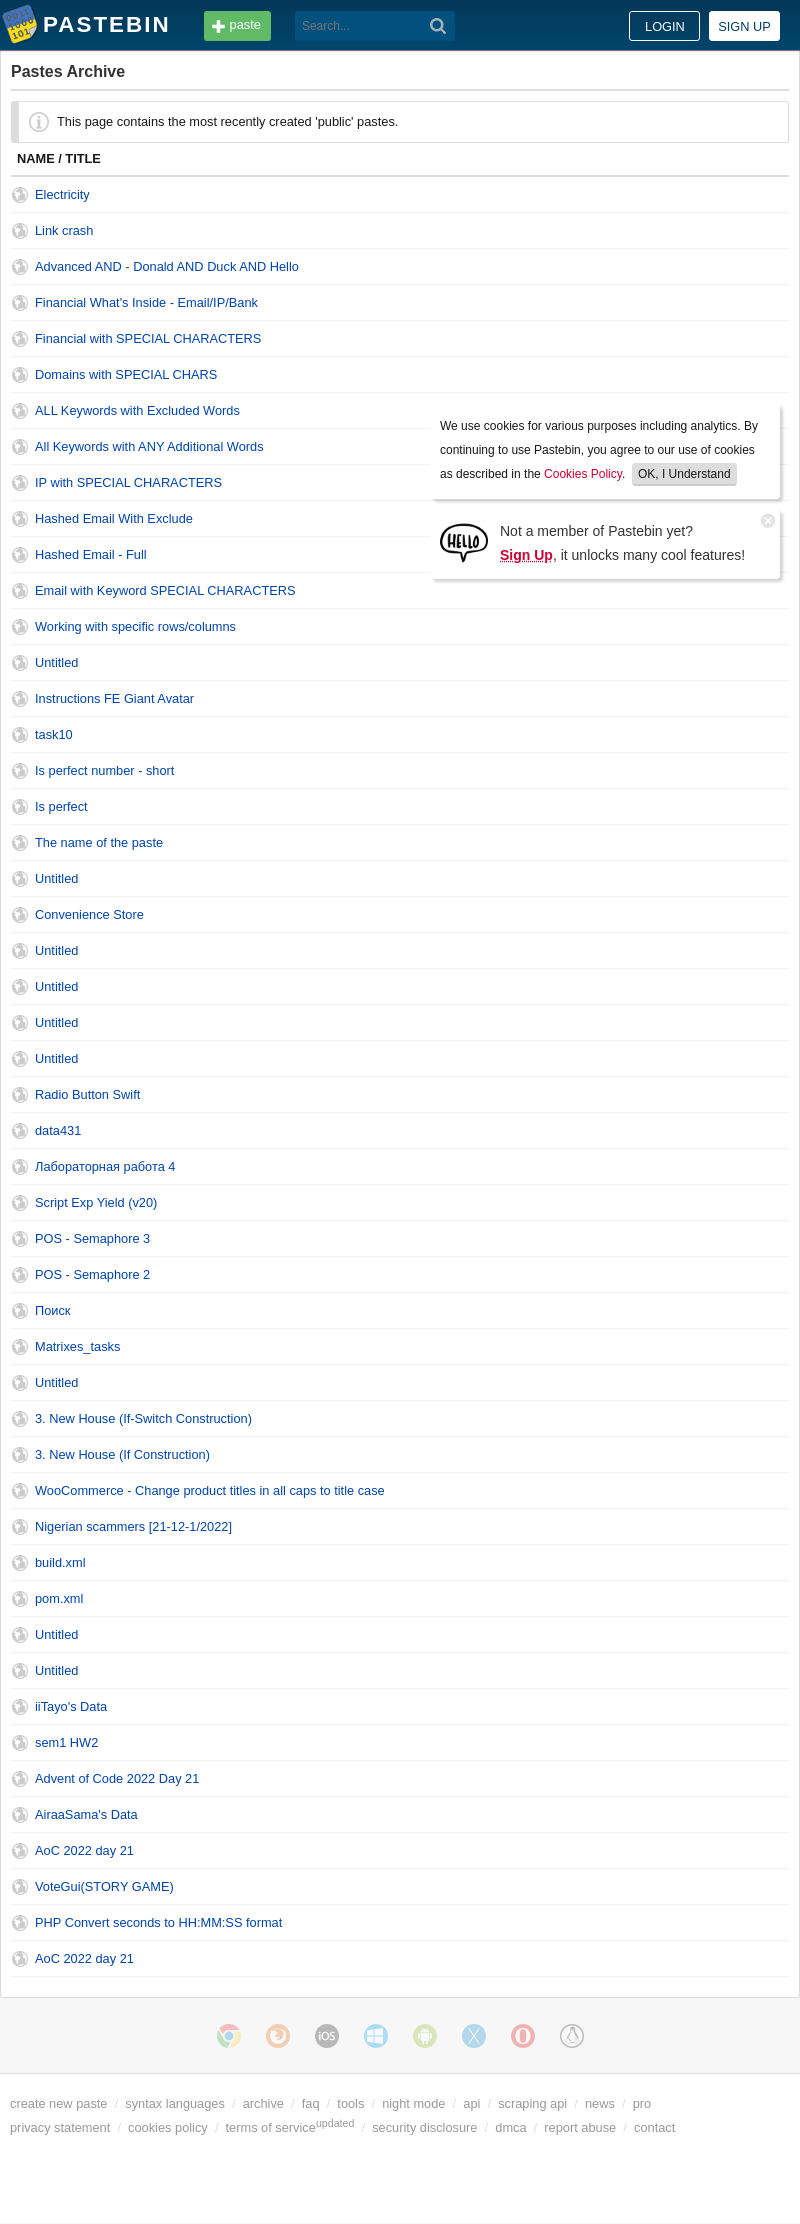 PASTEBIN
paste
Search...
LOGIN
SIGN UP
Pastes Archive
This page contains the most recently created 'public' pastes.
NAME / TITLE
Electricity
Link crash
Advanced AND - Donald AND Duck AND Hello
Financial What's Inside - Email/IP/Bank
Financial with SPECIAL CHARACTERS
Domains with SPECIAL CHARS
ALL Keywords with Excluded Words
All Keywords with ANY Additional Words
IP with SPECIAL CHARACTERS
Hashed Email With Exclude
Hashed Email - Full
Email with Keyword SPECIAL CHARACTERS
We use cookies for various purposes including analytics. By
continuing to use Pastebin, you agree to our use of cookies
as described in the Cookies Policy. OK, I Understand
HELLO
Not a member of Pastebin yet?
Sign Up, it unlocks many cool features!
Working with specific rows/columns
Untitled
Instructions FE Giant Avatar
task10
Is perfect number - short
Is perfect
The name of the paste
Untitled
Convenience Store
Untitled
Untitled
Untitled
Untitled
Radio Button Swift
data431
Лабораторная работа 4
Script Exp Yield (v20)
POS - Semaphore 3
POS - Semaphore 2
Поиск
Matrixes_tasks
Untitled
3. New House (If-Switch Construction)
3. New House (If Construction)
WooCommerce - Change product titles in all caps to title case
Nigerian scammers [21-12-1/2022]
build.xml
pom.xml
Untitled
Untitled
iiTayo's Data
sem1 HW2
Advent of Code 2022 Day 21
AiraaSama's Data
AoC 2022 day 21
VoteGui(STORY GAME)
PHP Convert seconds to HH:MM:SS format
AoC 2022 day 21
iOS
create new paste / syntax languages / archive / faq / tools / night mode / api / scraping api / news / pro
privacy statement / cookies policy / terms of service updated / security disclosure / dmca / report abuse / contact